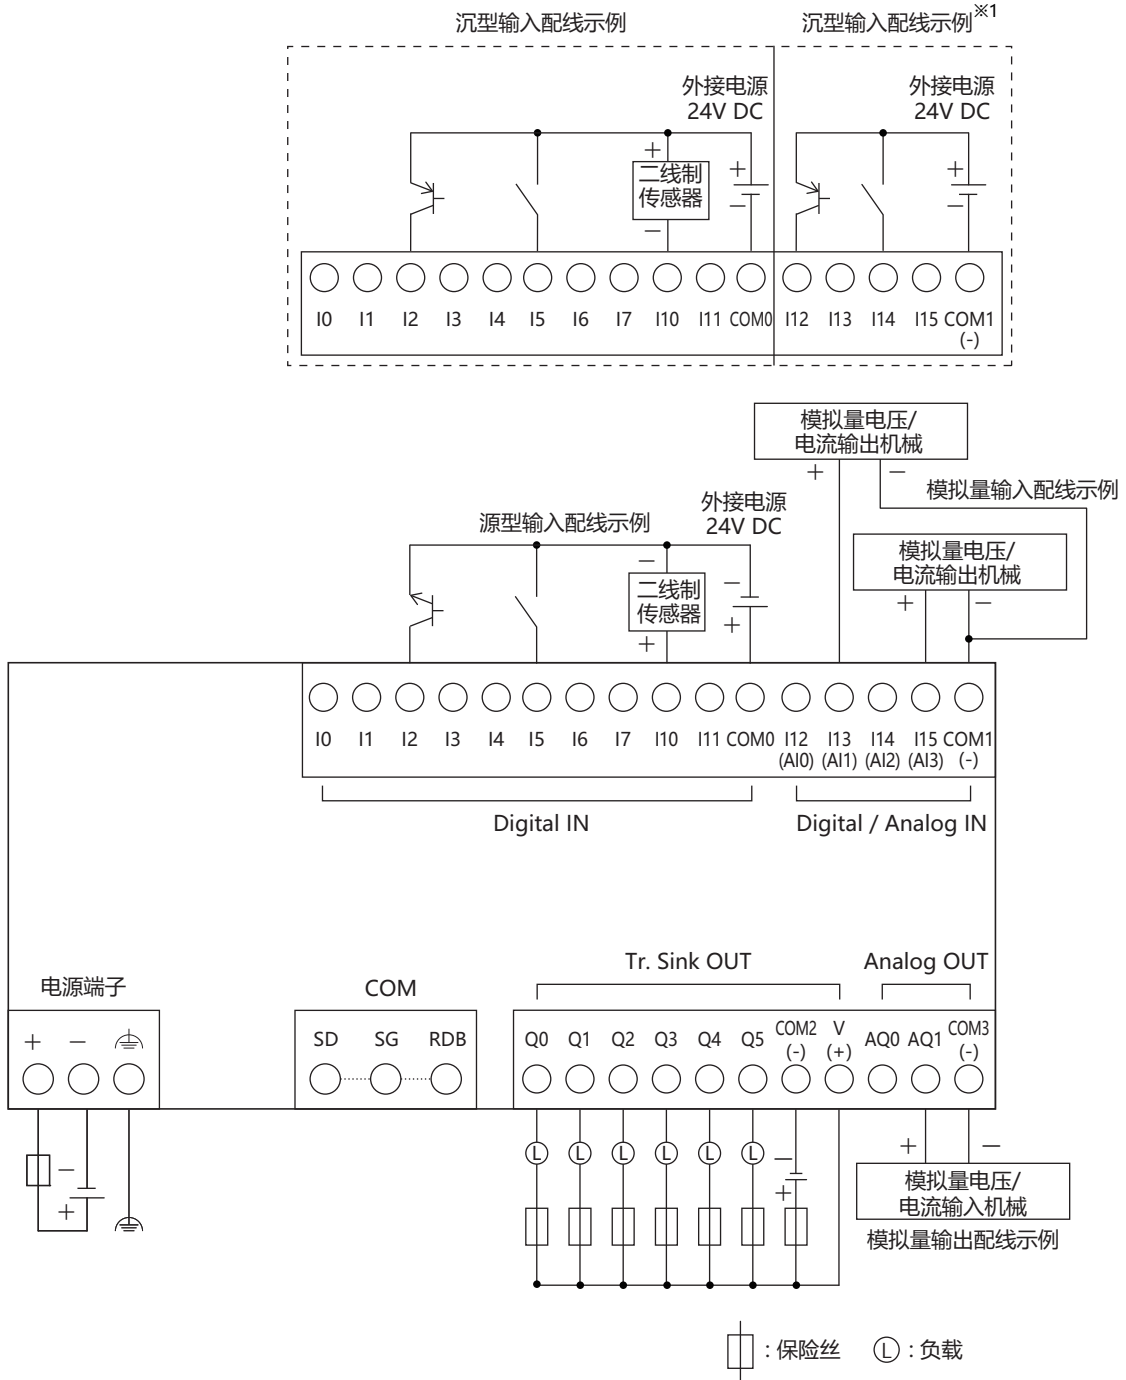 沉型输入配线示例
沉型输入配线示例※1
外接电源
24V DC
外接电源
24V DC
+
二线制
传感器
−
+
−
+
−
I0 I1 I2 I3 I4 I5 I6 I7 I10 I11 COM0 I12 I13 I14 I15 COM1
(-)
模拟量电压/
电流输出机械
+ −
模拟量输入配线示例
源型输入配线示例
外接电源
24V DC
模拟量电压/
电流输出机械
+ −
−
二线制
传感器
+
−
+
I0 I1 I2 I3 I4 I5 I6 I7 I10 I11 COM0 I12 I13 I14 I15 COM1
(AI0) (AI1) (AI2) (AI3) (-)
Digital IN
Digital / Analog IN
Tr. Sink OUT
Analog OUT
电源端子
COM
+ −
SD SG RDB
Q0 Q1 Q2 Q3 Q4 Q5 COM2 V AQ0 AQ1 COM3
(-) (+) (-)
−
+
L L L L L L
−
+
+ −
模拟量电压/
电流输入机械
模拟量输出配线示例
: 保险丝
L : 负载